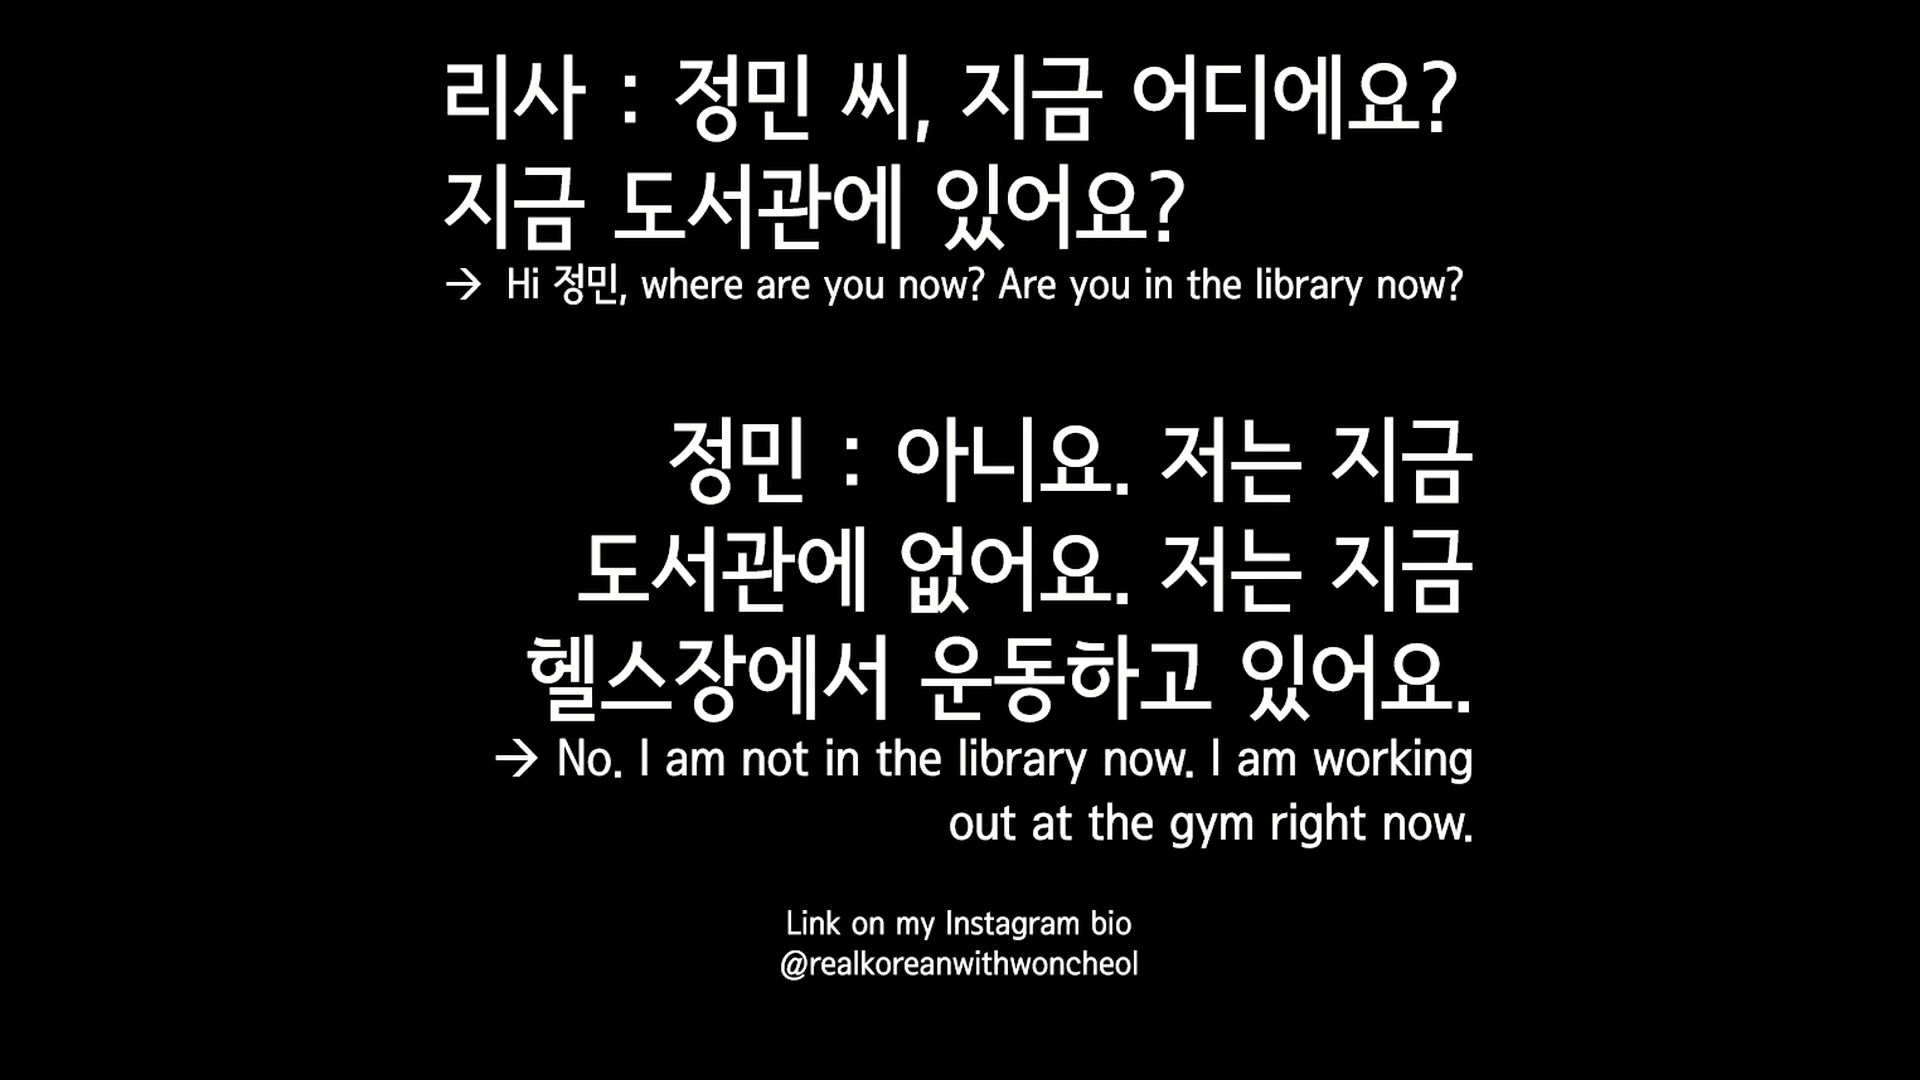 리사 : 정민 씨, 지금 어디에요?
지금 도서관에 있어요?
→ Hi 정민, where are you now? Are you in the library now?
정민 : 아니요. 저는 지금
도서관에 없어요. 저는 지금
헬스장에서 운동하고 있어요.
→ No. I am not in the library now. I am working
out at the gym right now.
Link on my Instagram bio
@realkoreanwithwoncheol